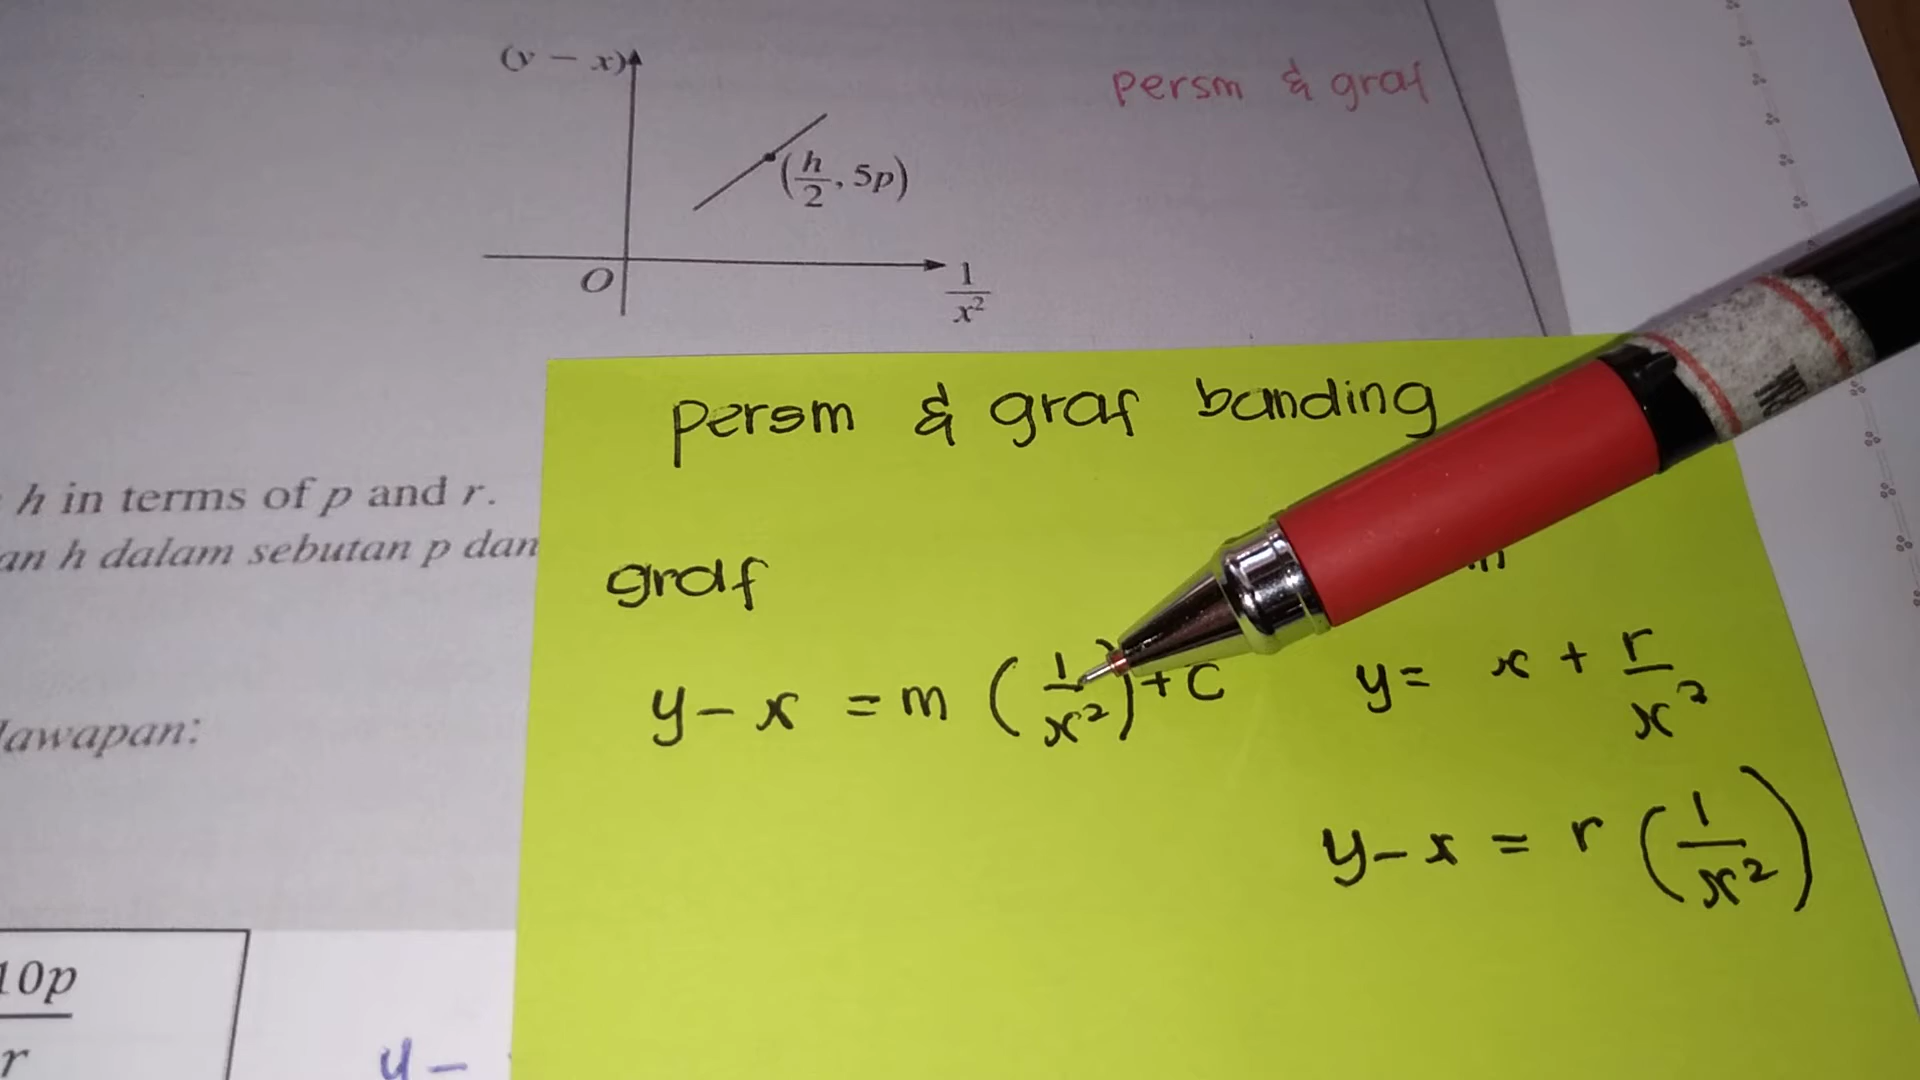 (y − x)
persm & graf
(h/2, 5p)
O
1/x²
persm & graf banding
h in terms of p and r.
an h dalam sebutan p dan
graf
y − x = m (1/x²) + C
y = x + r/x²
Jawapan:
y − x = r (1/x²)
10p/r
y −